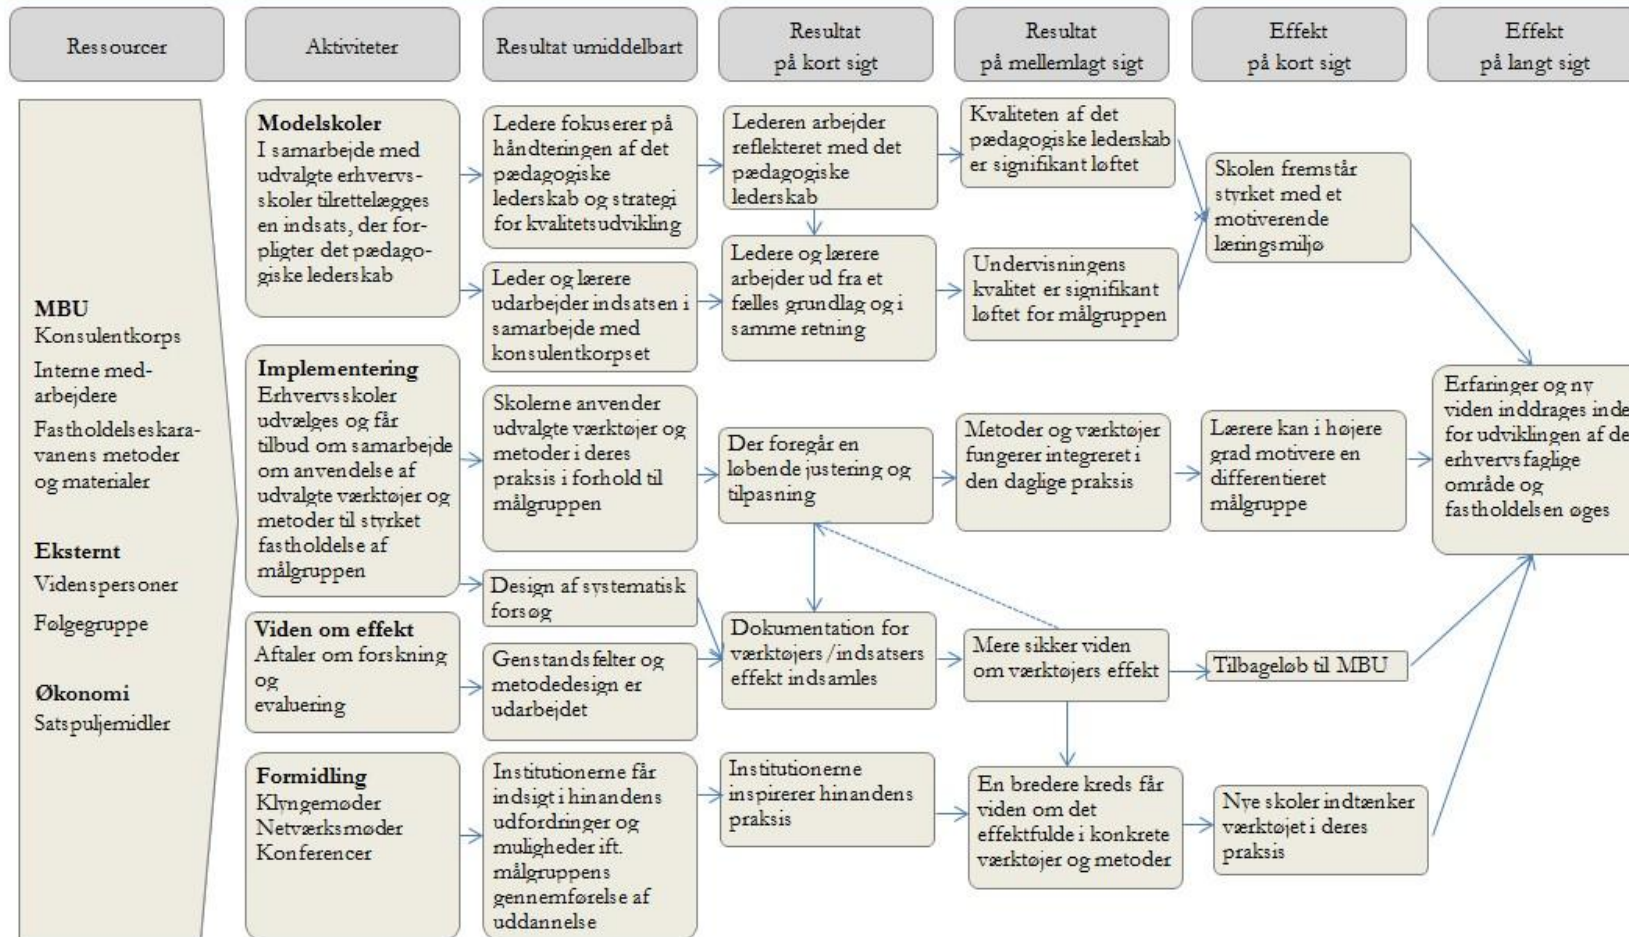 Ressourcer
Aktiviteter
Resultat umiddelbart
Resultat
på kort sigt
Resultat
på mellemlagt sigt
Effekt
på kort sigt
Effekt
på langt sigt
MBU
Konsulentkorps
Interne med-
arbejdere
Fastholdelseskara-
vanens metoder
og materialer
Eksternt
Videnspersoner
Følgegruppe
Økonomi
Satspuljemidler
Modelskoler
I samarbejde med
udvalgte erhvervs-
skoler tilrettelægges
en indsats, der for-
pligter det pædago-
giske lederskab
Implementering
Erhvervsskoler
udvælges og får
tilbud om samarbejde
om anvendelse af
udvalgte værktøjer og
metoder til styrket
fastholdelse af
målgruppen
Viden om effekt
Aftaler om forskning
og
evaluering
Formidling
Klyngemøder
Netværksmøder
Konferencer
Ledere fokuserer på
håndteringen af det
pædagogiske
lederskab og strategi
for kvalitetsudvikling
Leder og lærere
udarbejder indsatsen i
samarbejde med
konsulentkorpset
Skolerne anvender
udvalgte værktøjer og
metoder i deres
praksis i forhold til
målgruppen
Design af systematisk
forsøg
Genstandsfelter og
metodedesign er
udarbejdet
Institutionerne får
indsigt i hinandens
udfordringer og
muligheder ift.
målgruppens
gennemførelse af
uddannelse
Lederen arbejder
reflekteret med det
pædagogiske
lederskab
Ledere og lærere
arbejder ud fra et
fælles grundlag og i
samme retning
Der foregår en
løbende justering og
tilpasning
Dokumentation for
værktøjers/indsatsers
effekt indsamles
Institutionerne
inspirerer hinandens
praksis
Kvaliteten af det
pædagogiske lederskab
er signifikant løftet
Undervisningens
kvalitet er signifikant
løftet for målgruppen
Metoder og værktøjer
fungerer integreret i
den daglige praksis
Mere sikker viden
om værktøjers effekt
En bredere kreds får
viden om det
effektfulde i konkrete
værktøjer og metoder
Skolen fremstår
styrket med et
motiverende
læringsmiljø
Lærere kan i højere
grad motivere en
differentieret
målgruppe
Tilbageløb til MBU
Nye skoler indtænker
værktøjet i deres
praksis
Erfaringer og ny
viden inddrages inde
for udviklingen af de
erhvervsfaglige
område og
fastholdelsen øges